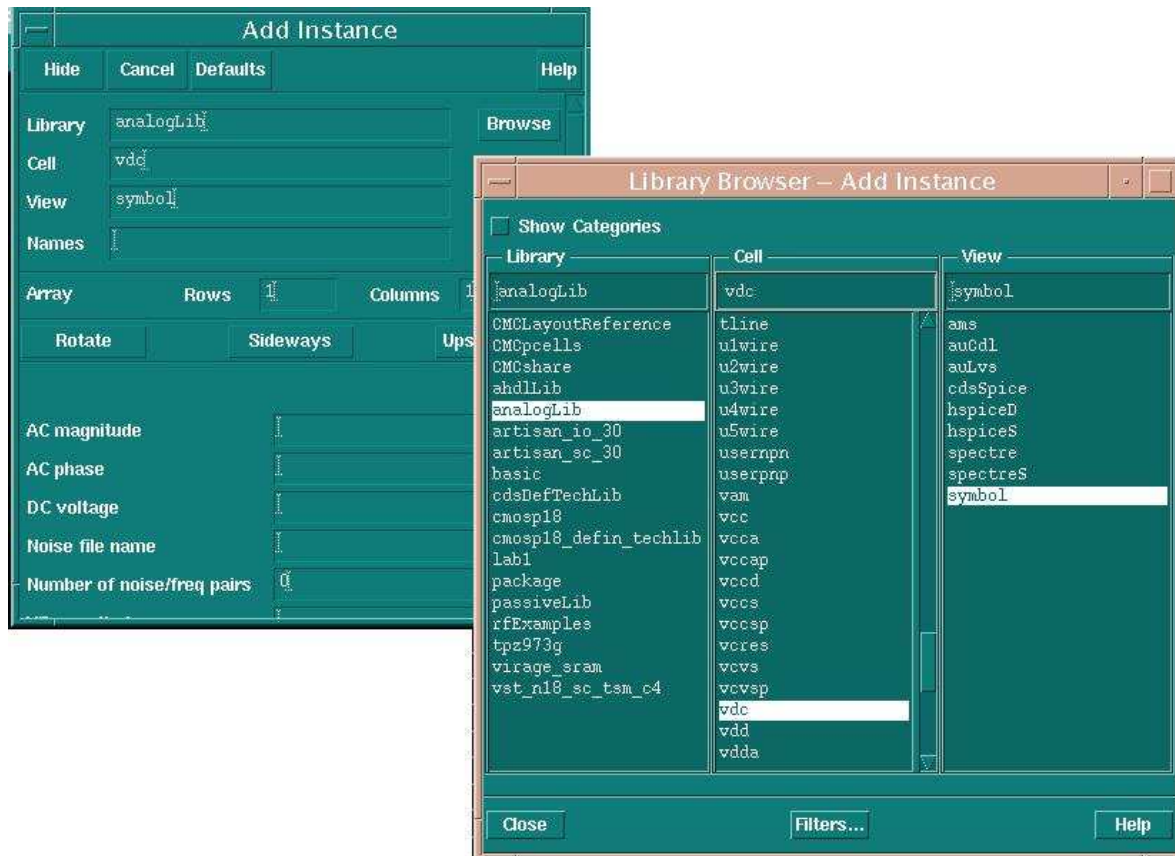 Add Instance
Hide Cancel Defaults Help
Library analogLib Browse
Cell vdc
View symbol
Names
Array Rows 1 Columns 1
Rotate Sideways Ups
AC magnitude
AC phase
DC voltage
Noise file name
Number of noise/freq pairs 0
Library Browser – Add Instance
Show Categories
Library Cell View
analogLib vdc symbol
CMCLayoutReference tline ams
CMCpcells u1wire auCdl
CMCshare u2wire auLvs
ahdlLib u3wire cdsSpice
analogLib u4wire hspiceD
artisan_io_30 u5wire hspiceS
artisan_sc_30 usernpn spectre
basic userpnp spectreS
cdsDefTechLib vam symbol
cmosp18 vcc
cmosp18_defin_techlib vcca
lab1 vccap
package vccd
passiveLib vccs
rfExamples vccsp
tpz973g vcres
virage_sram vcvs
vst_n18_sc_tsm_c4 vcvsp
vdc
vdd
vdda
Close Filters... Help